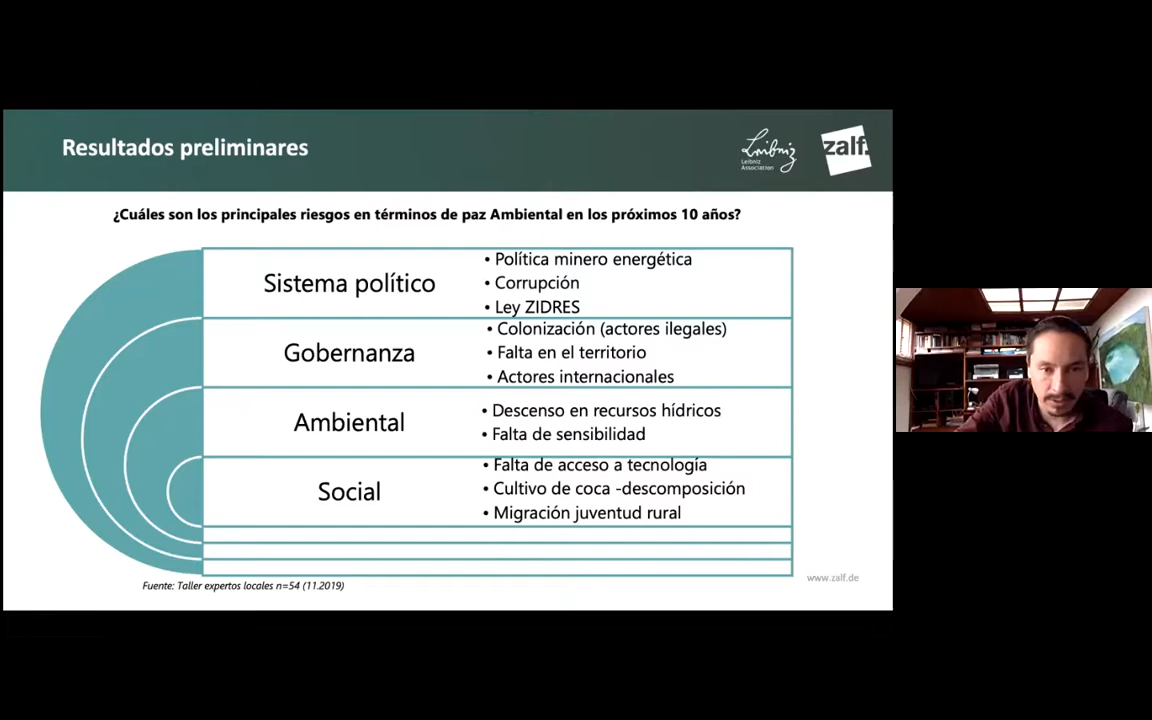 Resultados preliminares
Leibniz
Leibniz
Association
zalf.
¿Cuáles son los principales riesgos en términos de paz Ambiental en los próximos 10 años?
Sistema político
• Política minero energética
• Corrupción
• Ley ZIDRES
Gobernanza
• Colonización (actores ilegales)
• Falta en el territorio
• Actores internacionales
Ambiental
• Descenso en recursos hídricos
• Falta de sensibilidad
Social
• Falta de acceso a tecnología
• Cultivo de coca -descomposición
• Migración juventud rural
Fuente: Taller expertos locales n=54 (11.2019)
www.zalf.de